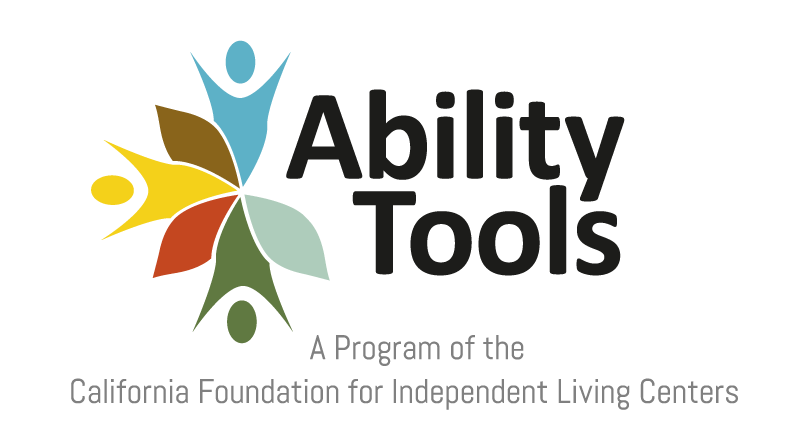 Ability
Tools
A Program of the
California Foundation for Independent Living Centers